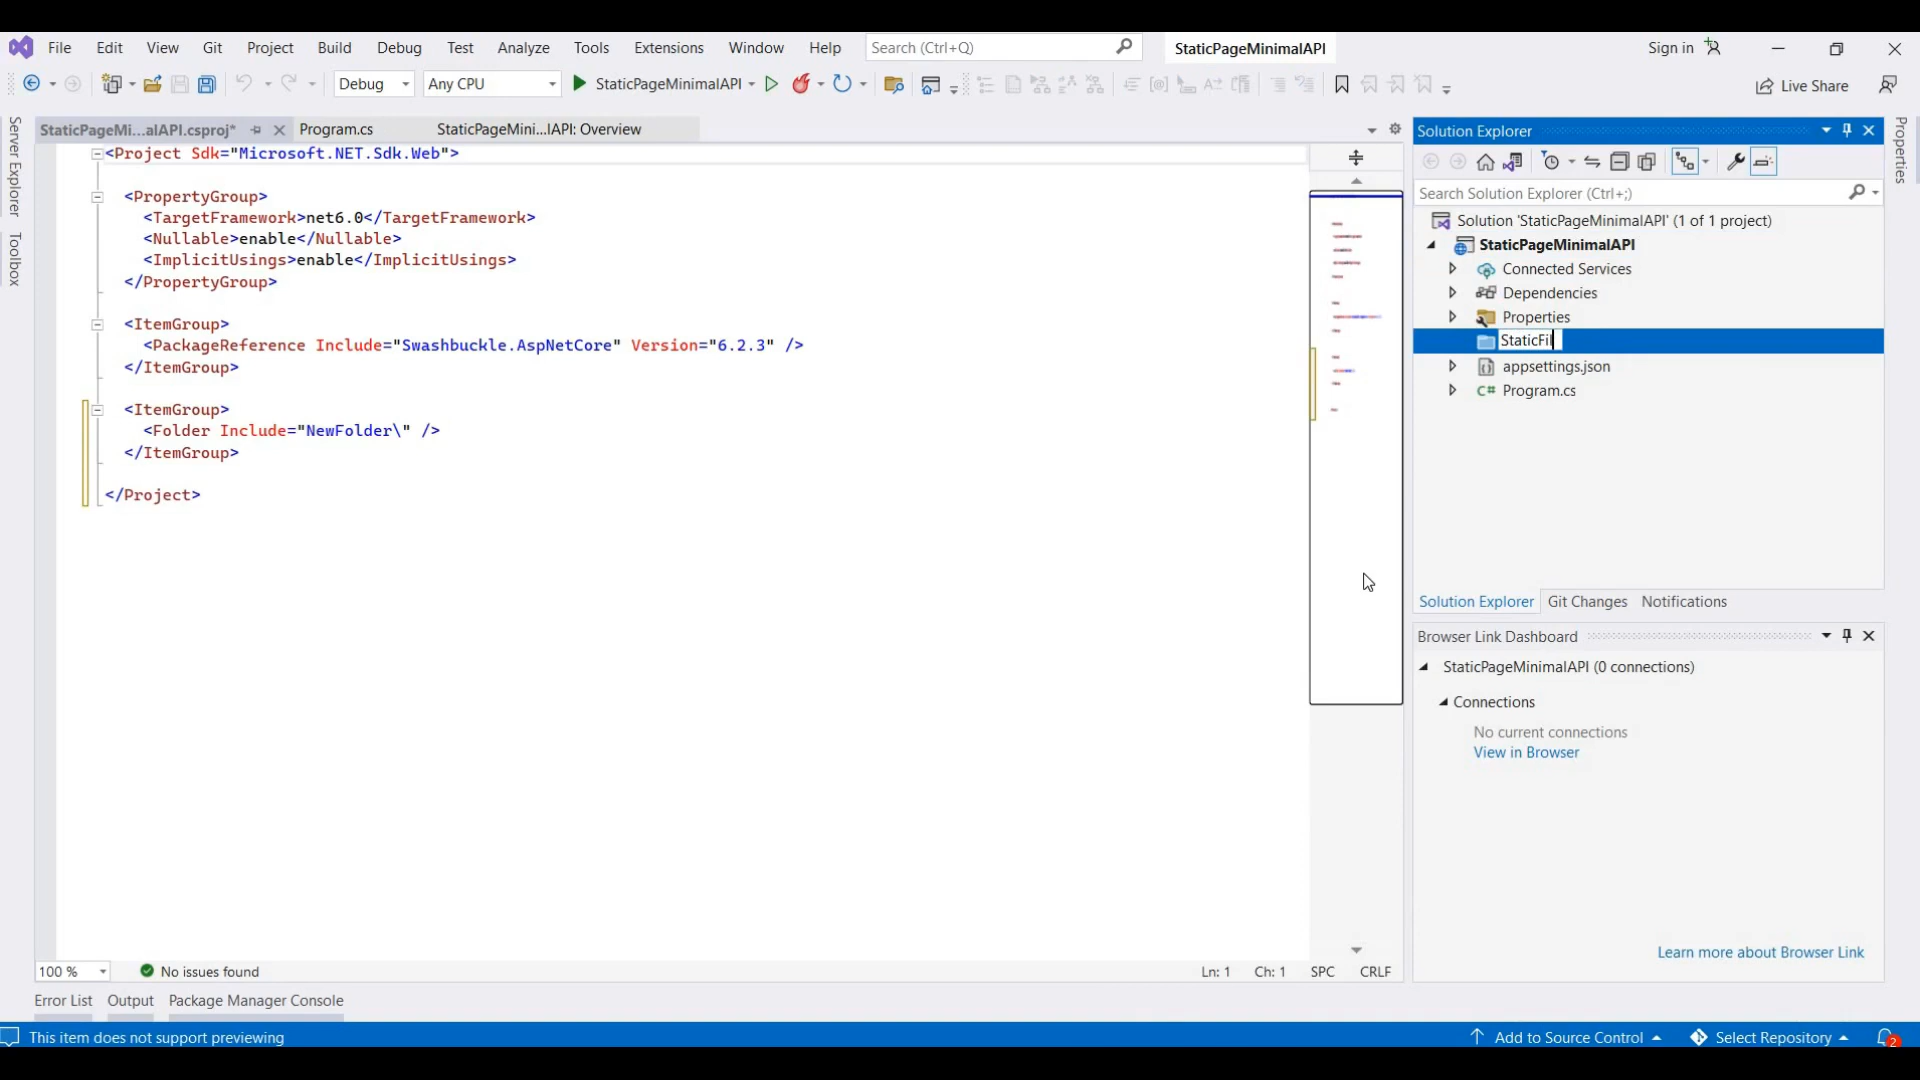 File Edit View Git Project Build Debug Test Analyze Tools Extensions Window Help Search (Ctrl+Q) StaticPageMinimalAPI Sign in
Debug Any CPU StaticPageMinimalAPI Live Share
StaticPageMi...alAPI.csproj* Program.cs StaticPageMini...IAPI: Overview
Server Explorer
Toolbox
<Project Sdk="Microsoft.NET.Sdk.Web">
<PropertyGroup>
<TargetFramework>net6.0</TargetFramework>
<Nullable>enable</Nullable>
<ImplicitUsings>enable</ImplicitUsings>
</PropertyGroup>
<ItemGroup>
<PackageReference Include="Swashbuckle.AspNetCore" Version="6.2.3" />
</ItemGroup>
<ItemGroup>
<Folder Include="NewFolder\" />
</ItemGroup>
</Project>
Solution Explorer
Properties
Search Solution Explorer (Ctrl+;)
Solution 'StaticPageMinimalAPI' (1 of 1 project)
StaticPageMinimalAPI
Connected Services
Dependencies
Properties
StaticFil
appsettings.json
C# Program.cs
Solution Explorer Git Changes Notifications
Browser Link Dashboard
StaticPageMinimalAPI (0 connections)
Connections
No current connections
View in Browser
Learn more about Browser Link
100 % No issues found Ln: 1 Ch: 1 SPC CRLF
Error List Output Package Manager Console
This item does not support previewing Add to Source Control Select Repository 2